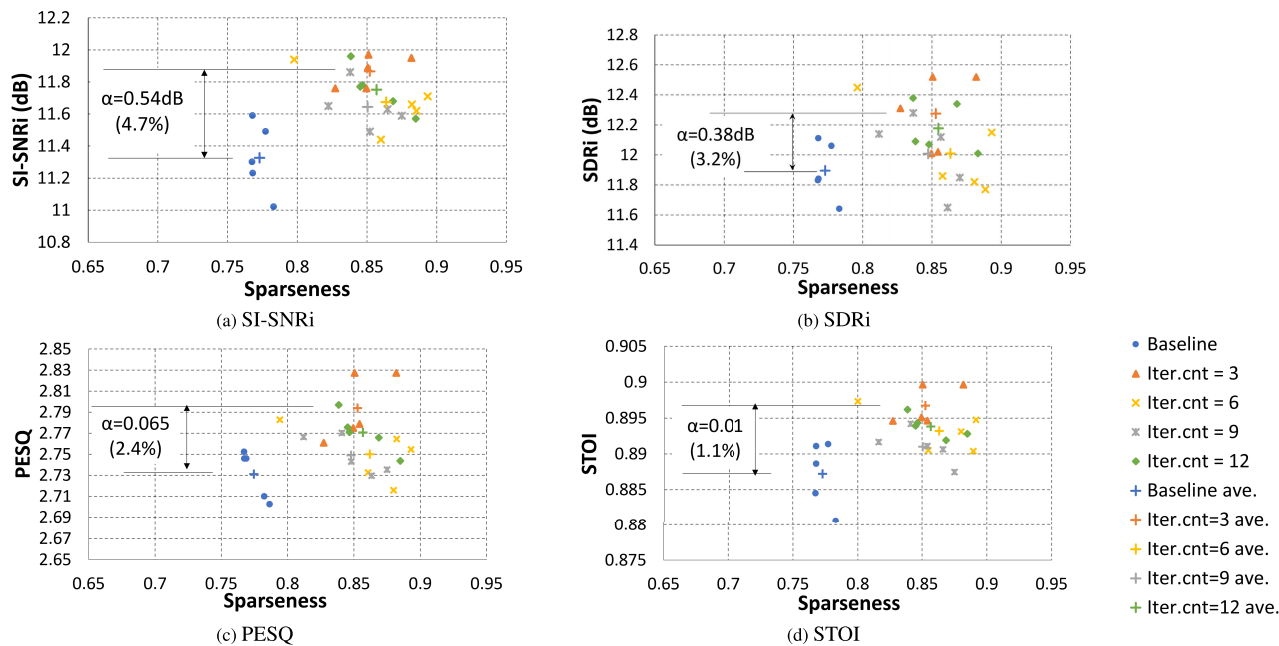 12.2
12
11.8
11.6
11.4
11.2
11
10.8
SI-SNRi (dB)
α=0.54dB
(4.7%)
0.65 0.7 0.75 0.8 0.85 0.9 0.95
Sparseness
(a) SI-SNRi
12.8
12.6
12.4
12.2
12
11.8
11.6
11.4
SDRi (dB)
α=0.38dB
(3.2%)
0.65 0.7 0.75 0.8 0.85 0.9 0.95
Sparseness
(b) SDRi
2.85
2.83
2.81
2.79
2.77
2.75
2.73
2.71
2.69
2.67
2.65
PESQ
α=0.065
(2.4%)
0.65 0.7 0.75 0.8 0.85 0.9 0.95
Sparseness
(c) PESQ
0.905
0.9
0.895
0.89
0.885
0.88
0.875
STOI
α=0.01
(1.1%)
0.65 0.7 0.75 0.8 0.85 0.9 0.95
Sparseness
(d) STOI
Baseline
Iter.cnt = 3
Iter.cnt = 6
Iter.cnt = 9
Iter.cnt = 12
Baseline ave.
Iter.cnt=3 ave.
Iter.cnt=6 ave.
Iter.cnt=9 ave.
Iter.cnt=12 ave.